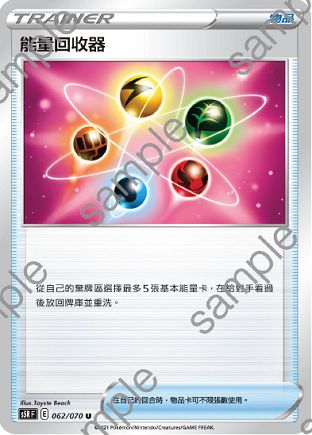 TRAINER
物品
能量回收器
從自己的棄牌區選擇最多5張基本能量卡，在給對手看過
後放回牌庫並重洗。
Illus. Toyste Beach
S5R F E 062/070 U
在自己的回合時，物品卡可不限張數使用。
©2021 Pokémon/Nintendo/Creatures/GAME FREAK.
sample
sample
sample
sample
sample
sample
sample